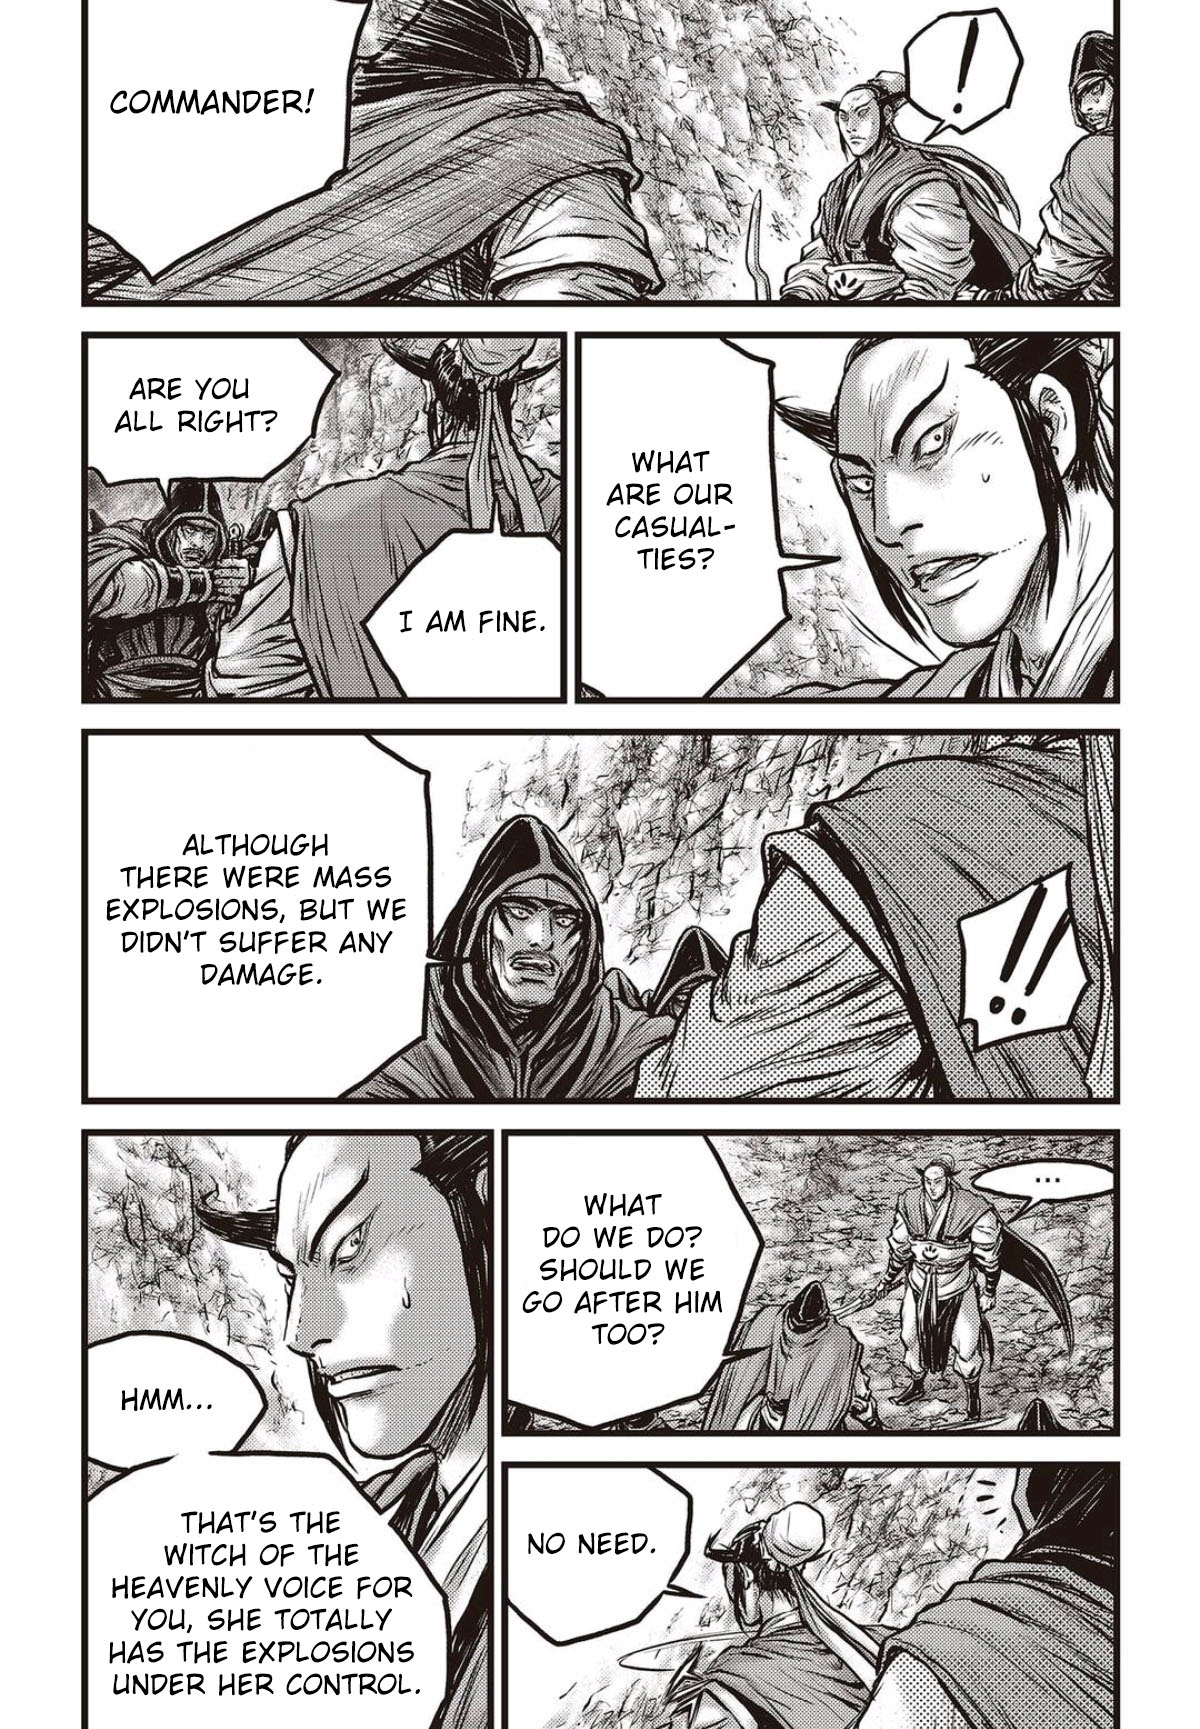 COMMANDER!
!
ARE YOU
ALL RIGHT?
I AM FINE.
WHAT
ARE OUR
CASUAL-
TIES?
ALTHOUGH
THERE WERE MASS
EXPLOSIONS, BUT WE
DIDN'T SUFFER ANY
DAMAGE.
!!
HMM...
THAT'S THE
WITCH OF THE
HEAVENLY VOICE FOR
YOU, SHE TOTALLY
HAS THE EXPLOSIONS
UNDER HER CONTROL.
WHAT
DO WE DO?
SHOULD WE
GO AFTER HIM
TOO?
...
NO NEED.